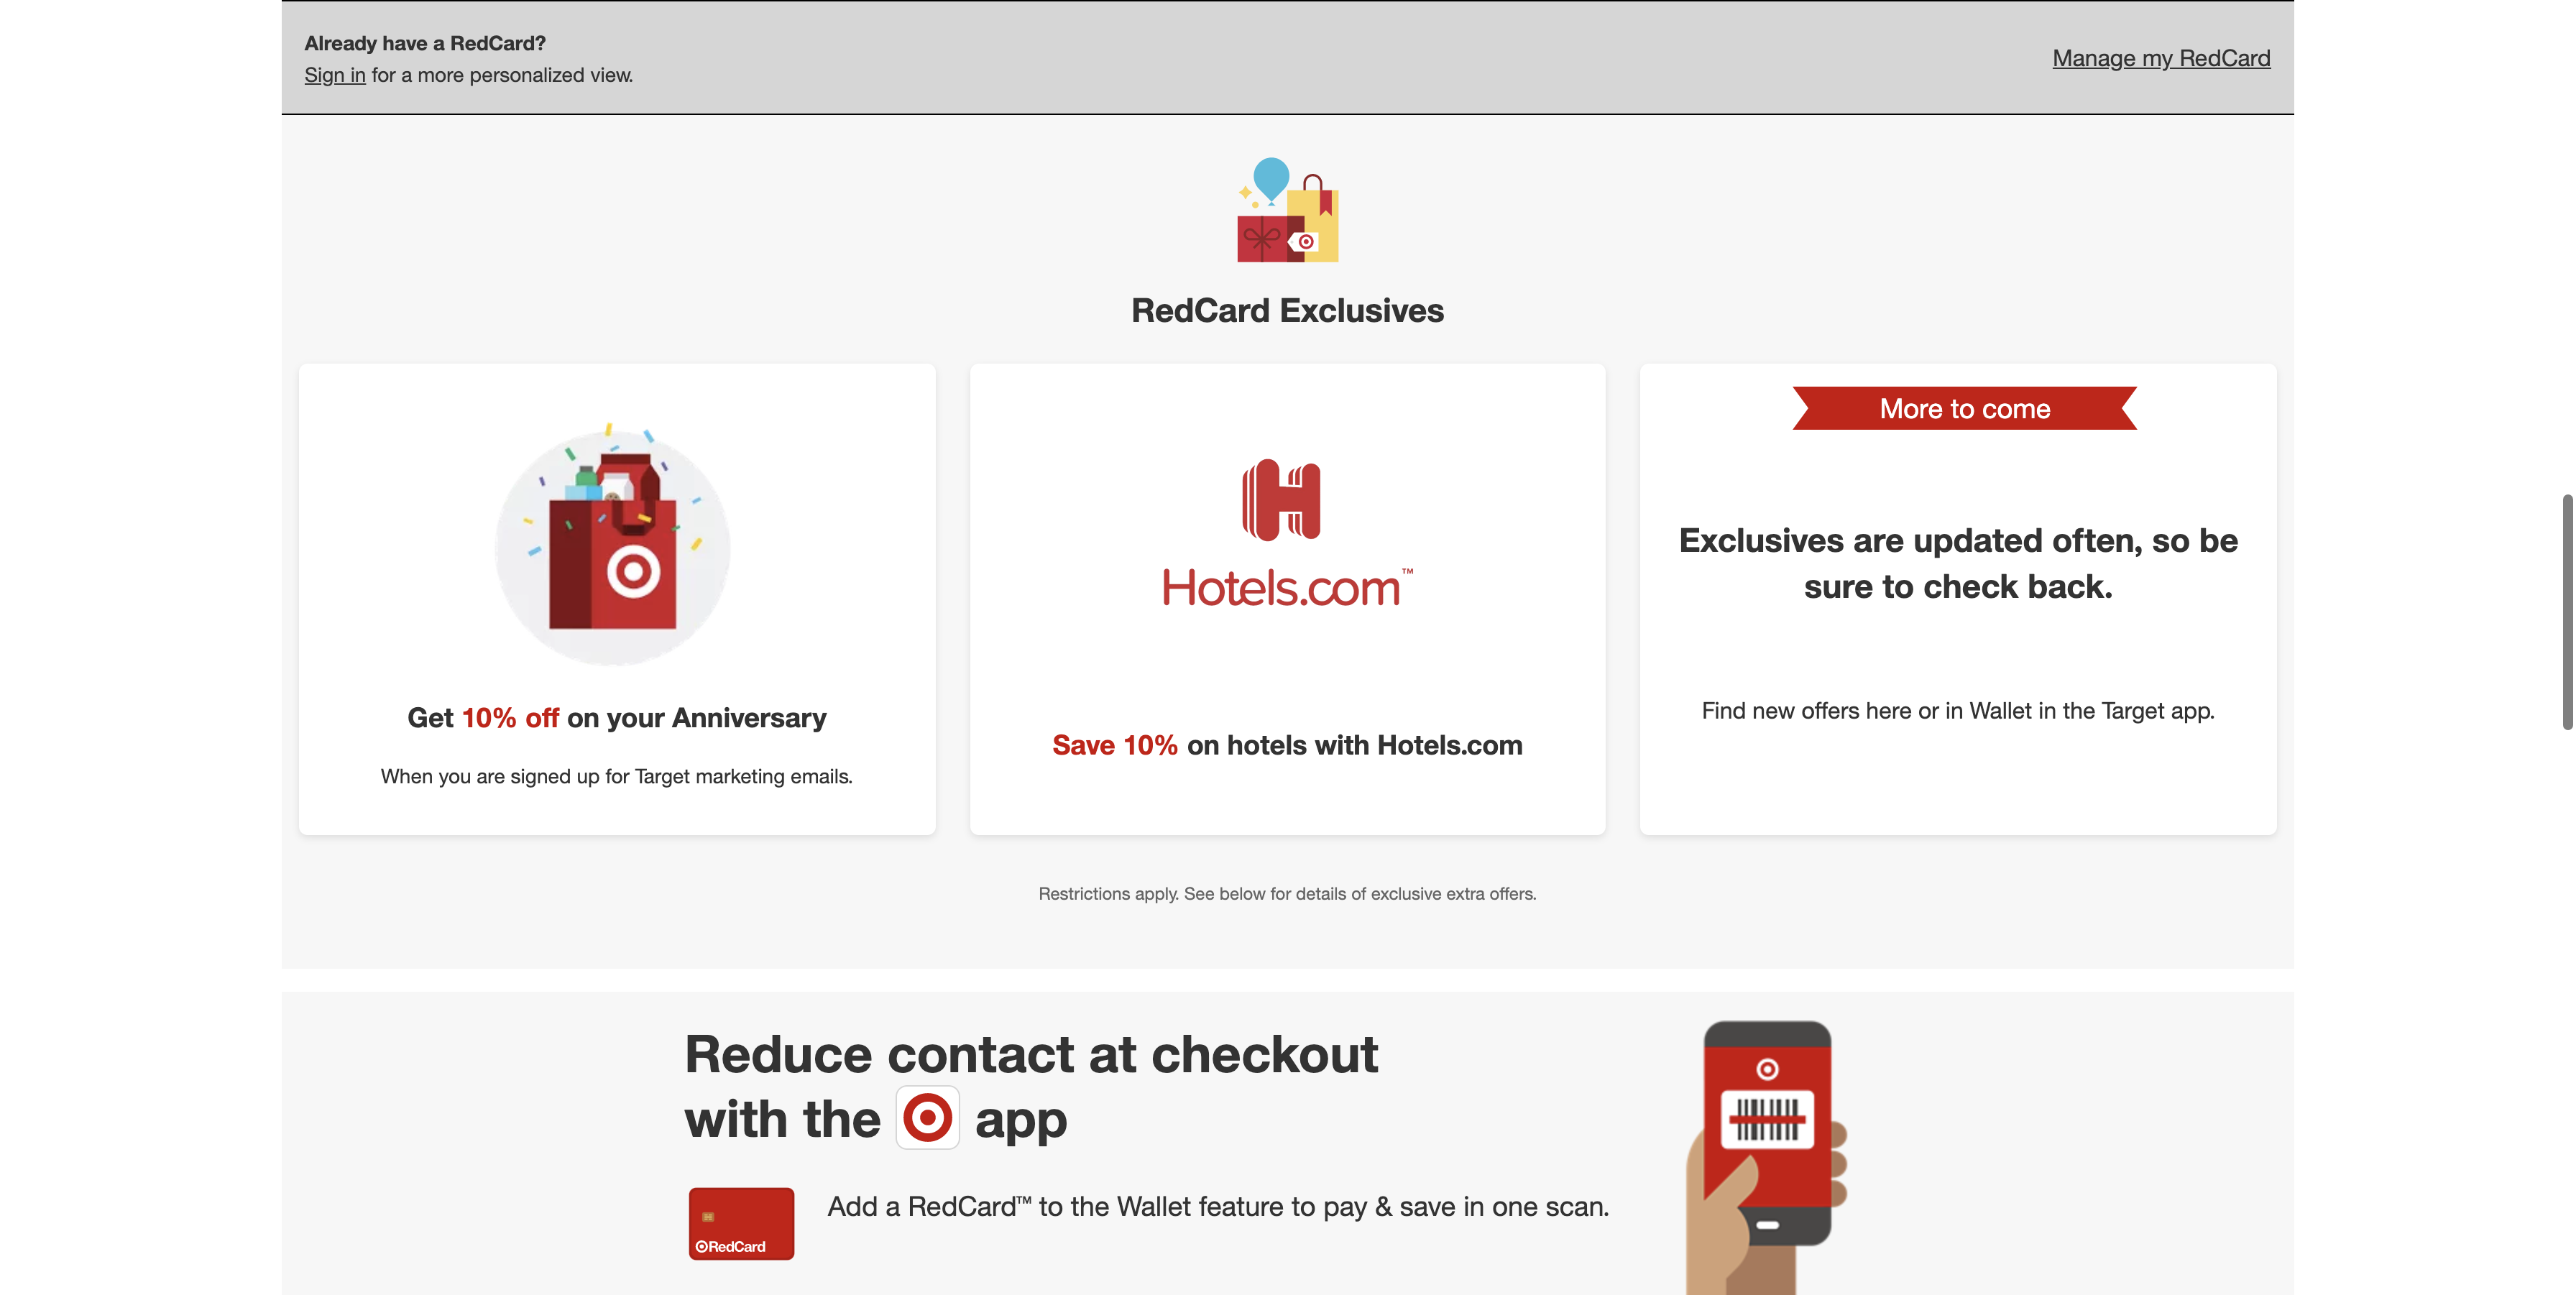 Already have a RedCard?
Sign in for a more personalized view.
Manage my RedCard
RedCard Exclusives
Get 10% off on your Anniversary
When you are signed up for Target marketing emails.
Hotels.com™
Save 10% on hotels with Hotels.com
More to come
Exclusives are updated often, so be
sure to check back.
Find new offers here or in Wallet in the Target app.
Restrictions apply. See below for details of exclusive extra offers.
Reduce contact at checkout
with the app
RedCard
Add a RedCard™ to the Wallet feature to pay & save in one scan.